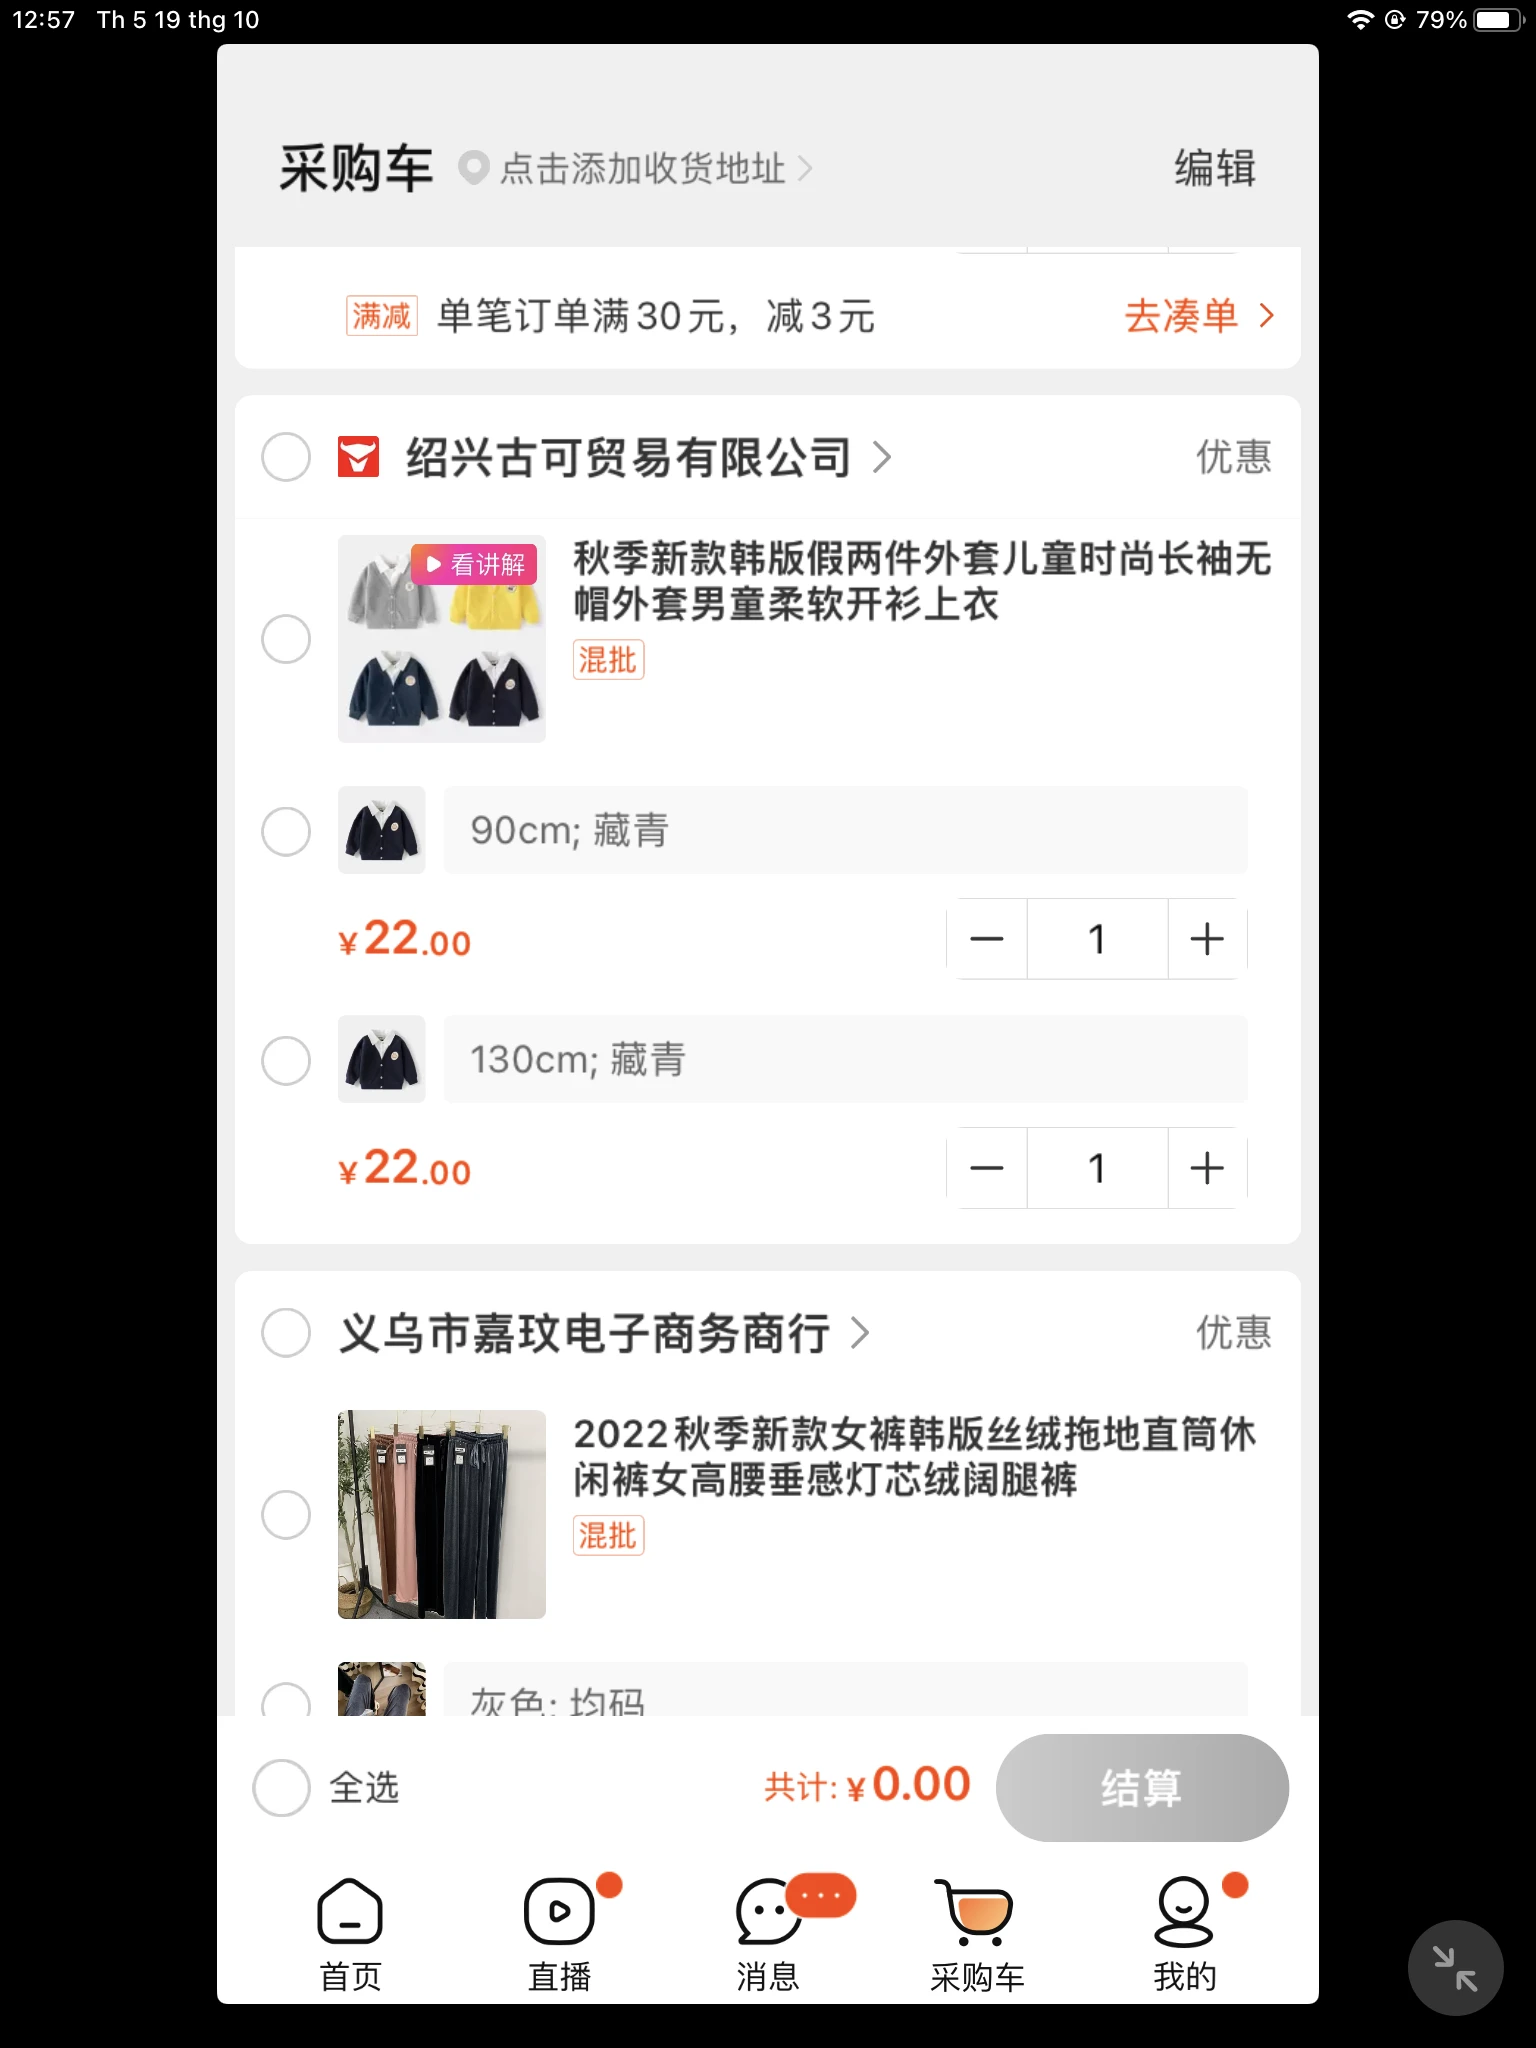 12:57 Th 5 19 thg 10 79%
采购车 点击添加收货地址 编辑
满减 单笔订单满30元，减3元 去凑单
绍兴古可贸易有限公司 优惠
看讲解
秋季新款韩版假两件外套儿童时尚长袖无
帽外套男童柔软开衫上衣
混批
90cm; 藏青
¥22.00 1
130cm; 藏青
¥22.00 1
义乌市嘉玟电子商务商行 优惠
2022秋季新款女裤韩版丝绒拖地直筒休
闲裤女高腰垂感灯芯绒阔腿裤
混批
灰色; 均码
全选 共计: ¥0.00 结算
首页 直播 消息 采购车 我的